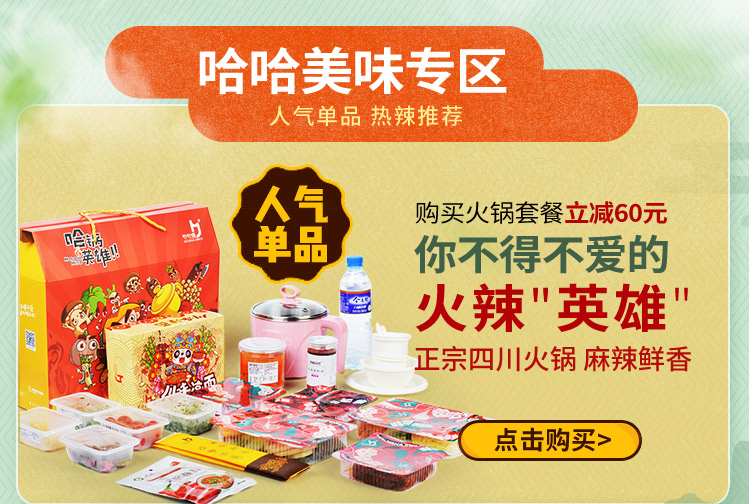 哈哈美味专区
人气单品 热辣推荐
人气
单品
购买火锅套餐立减60元
你不得不爱的
火辣"英雄"
正宗四川火锅 麻辣鲜香
点击购买>
哈锅
英雄!!